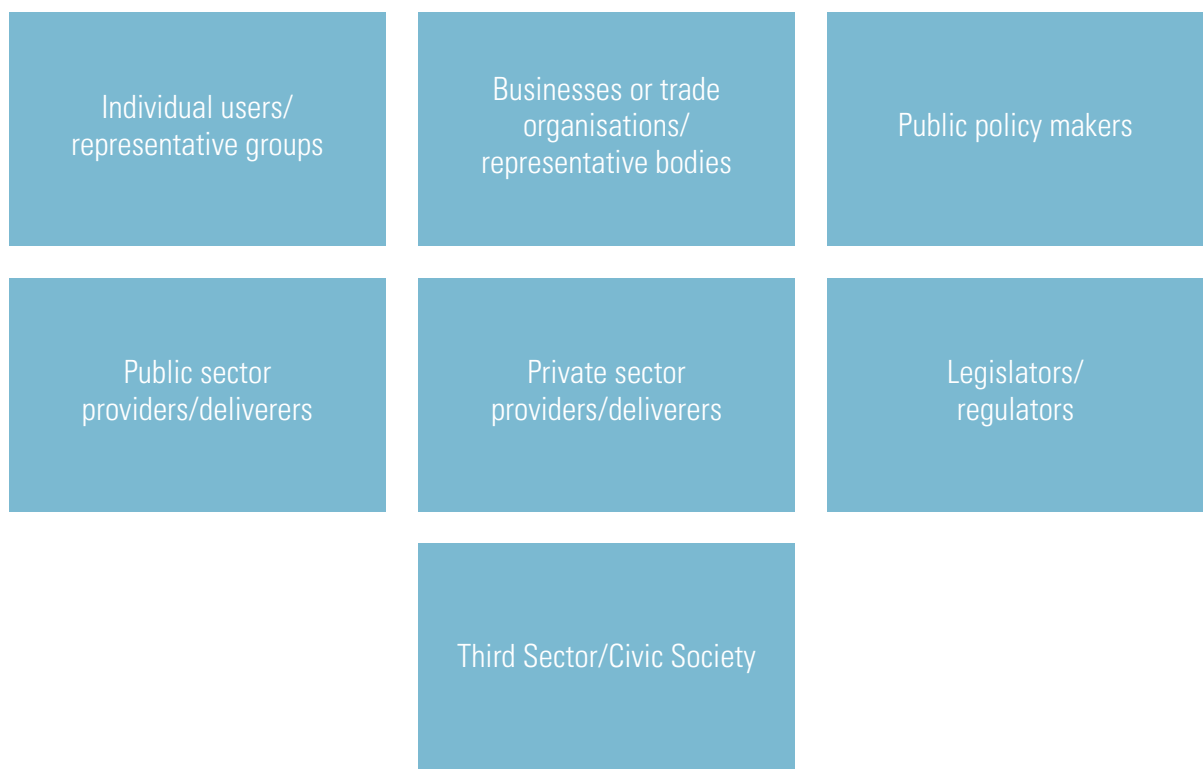 Individual users/
representative groups
Businesses or trade
organisations/
representative bodies
Public policy makers
Public sector
providers/deliverers
Private sector
providers/deliverers
Legislators/
regulators
Third Sector/Civic Society